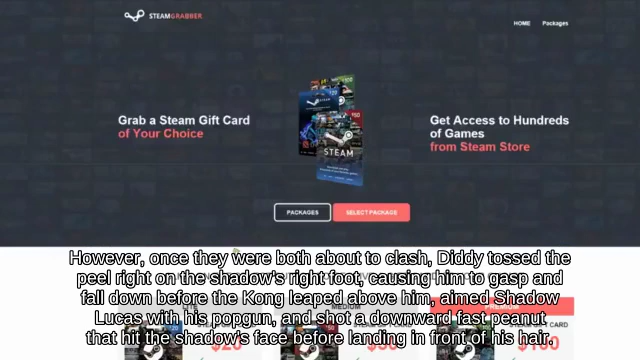 STEAMGRABBER
HOME Packages
STEAM
Grab a Steam Gift Card
of Your Choice
Get Access to Hundreds
of Games
from Steam Store
PACKAGES
SELECT PACKAGE
However, once they were both about to clash, Diddy tossed the
peel right on the shadow's right foot, causing him to gasp and
fall down before the Kong leaped above him, aimed Shadow
Lucas with his popgun, and shot a downward fast peanut
that hit the shadow's face before landing in front of his hair.